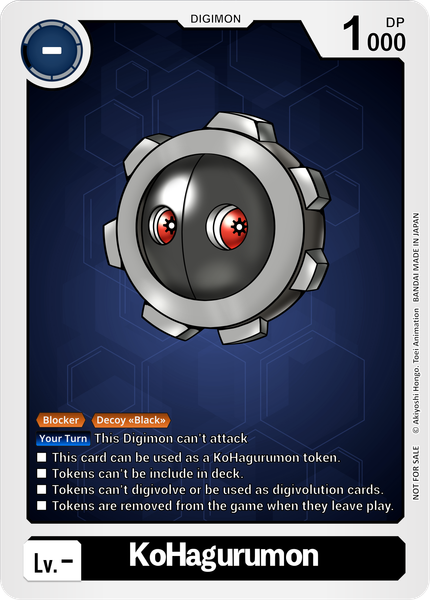 DIGIMON
-
DP
1000
Blocker Decoy «Black»
Your Turn This Digimon can't attack
■ This card can be used as a KoHagurumon token.
■ Tokens can't be include in deck.
■ Tokens can't digivolve or be used as digivolution cards.
■ Tokens are removed from the game when they leave play.
NOT FOR SALE © Akiyoshi Hongo. Toei Animation BANDAI MADE IN JAPAN
Lv.-
KoHagurumon